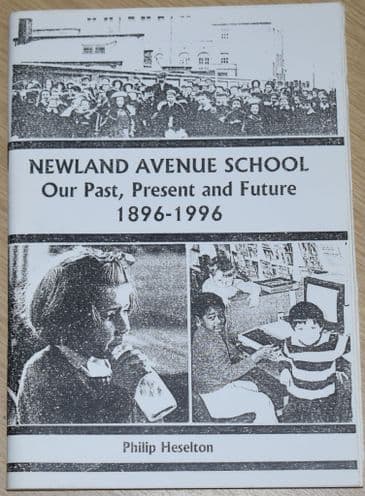 NEWLAND AVENUE SCHOOL
Our Past, Present and Future
1896-1996
Philip Heselton